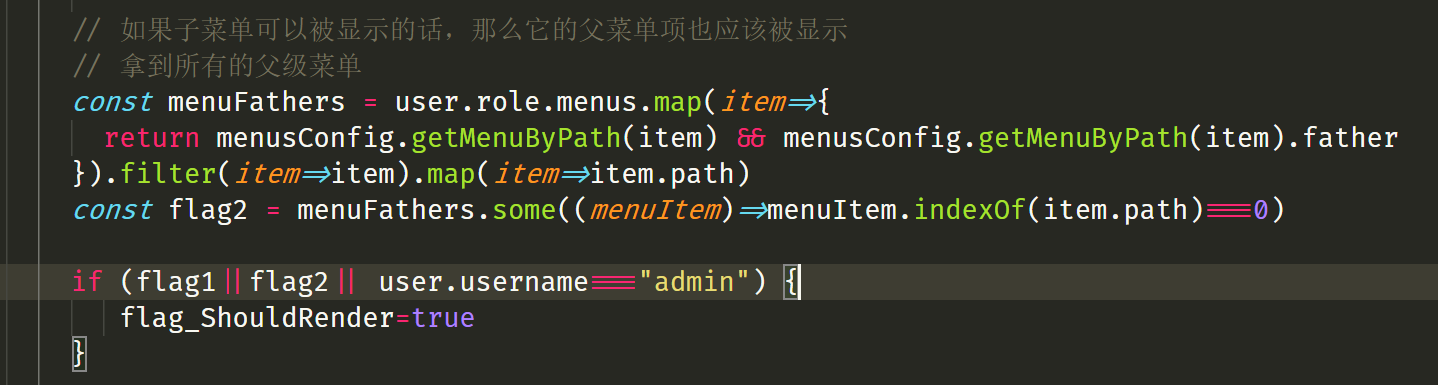 // 如果子菜单可以被显示的话，那么它的父菜单项也应该被显示
// 拿到所有的父级菜单
const menuFathers = user.role.menus.map(item=>{
  return menusConfig.getMenuByPath(item) && menusConfig.getMenuByPath(item).father
}).filter(item=>item).map(item=>item.path)
const flag2 = menuFathers.some((menuItem)=>menuItem.indexOf(item.path)===0)
if (flag1||flag2|| user.username==="admin") {
   flag_ShouldRender=true
}